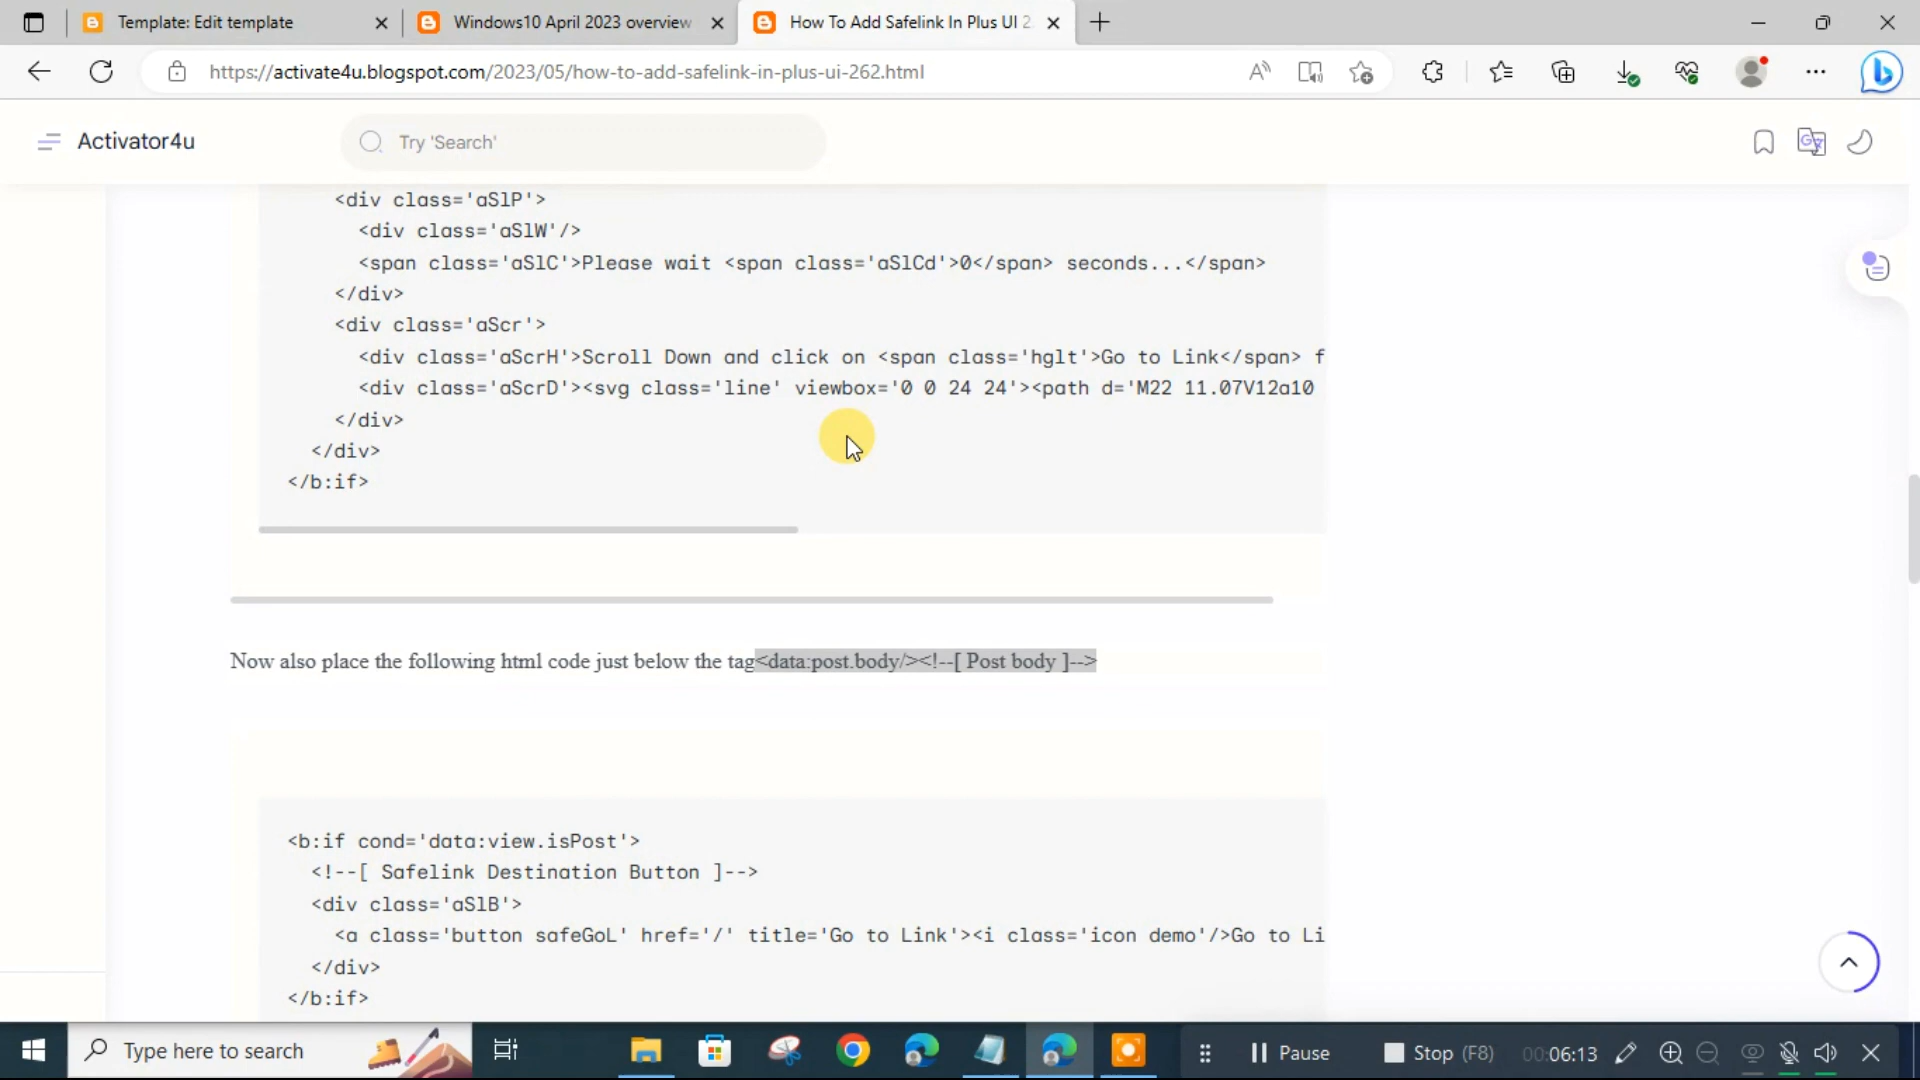 Template: Edit template
Windows10 April 2023 overview
How To Add Safelink In Plus UI 2
https://activate4u.blogspot.com/2023/05/how-to-add-safelink-in-plus-ui-262.html
Activator4u
Try 'Search'
<div class='aSlP'>
<div class='aSlW'/>
<span class='aSlC'>Please wait <span class='aSlCd'>0</span> seconds...</span>
</div>
<div class='aScr'>
<div class='aScrH'>Scroll Down and click on <span class='hglt'>Go to Link</span> f
<div class='aScrD'><svg class='line' viewbox='0 0 24 24'><path d='M22 11.07V12a10
</div>
</div>
</b:if>
Now also place the following html code just below the tag<data:post.body/><!--[ Post body ]-->
<b:if cond='data:view.isPost'>
<!--[ Safelink Destination Button ]-->
<div class='aSlB'>
<a class='button safeGoL' href='/' title='Go to Link'><i class='icon demo'/>Go to Li
</div>
</b:if>
Type here to search
Pause
Stop (F8)
00:06:13